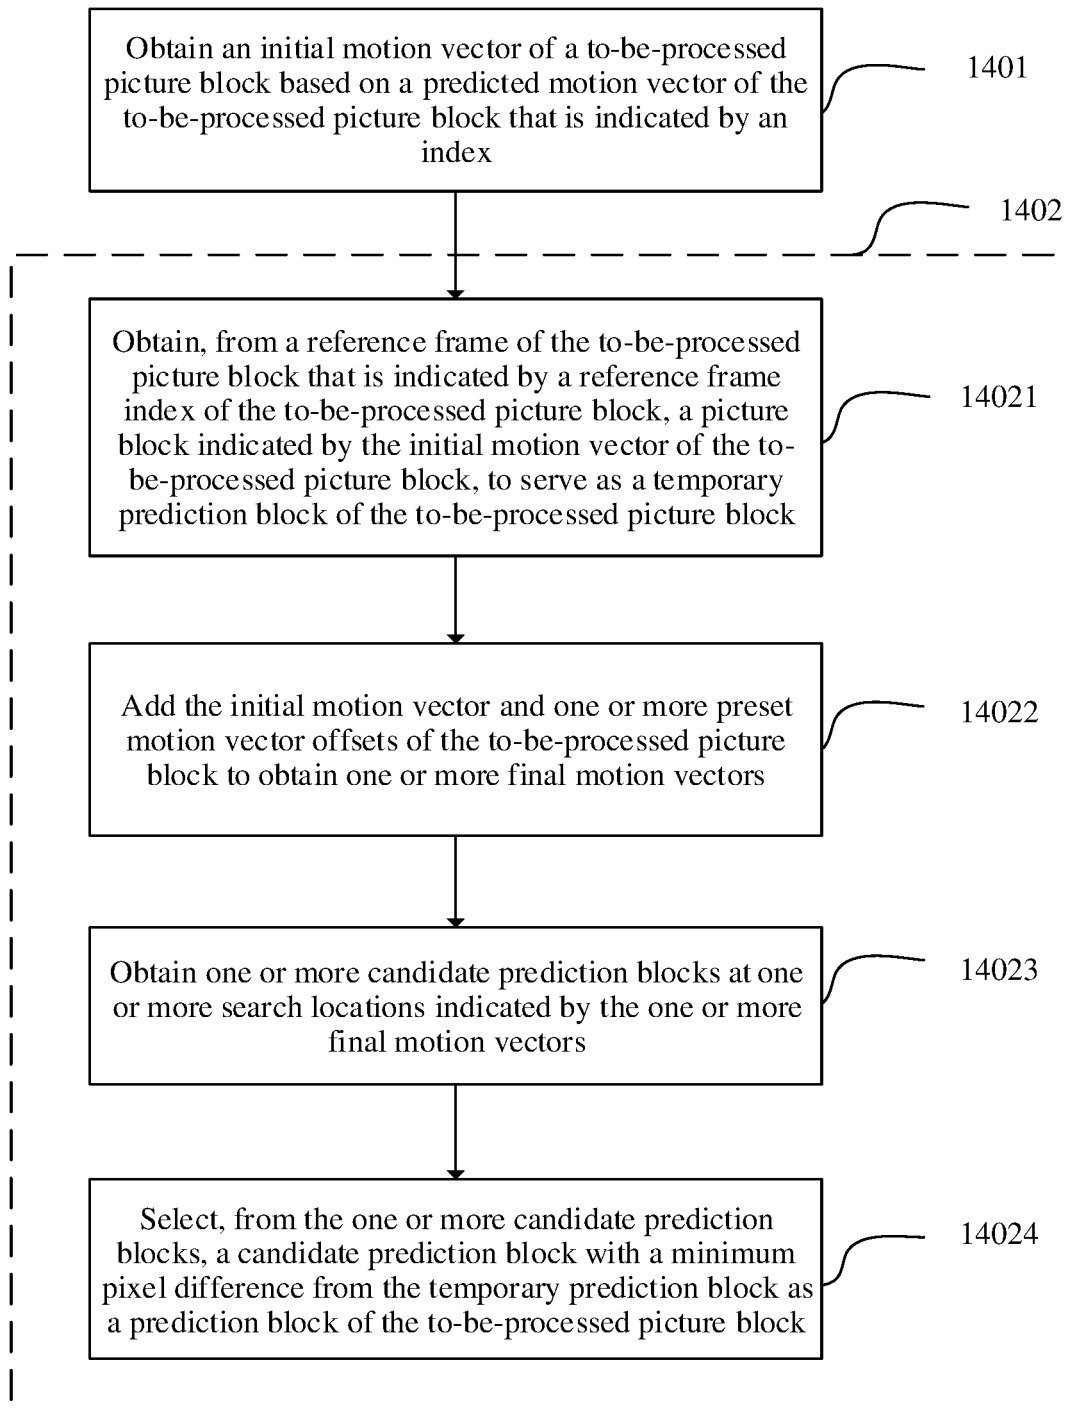 Obtain an initial motion vector of a to-be-processed
picture block based on a predicted motion vector of the
to-be-processed picture block that is indicated by an
index
1401
1402
Obtain, from a reference frame of the to-be-processed
picture block that is indicated by a reference frame
index of the to-be-processed picture block, a picture
block indicated by the initial motion vector of the to-
be-processed picture block, to serve as a temporary
prediction block of the to-be-processed picture block
14021
Add the initial motion vector and one or more preset
motion vector offsets of the to-be-processed picture
block to obtain one or more final motion vectors
14022
Obtain one or more candidate prediction blocks at one
or more search locations indicated by the one or more
final motion vectors
14023
Select, from the one or more candidate prediction
blocks, a candidate prediction block with a minimum
pixel difference from the temporary prediction block as
a prediction block of the to-be-processed picture block
14024